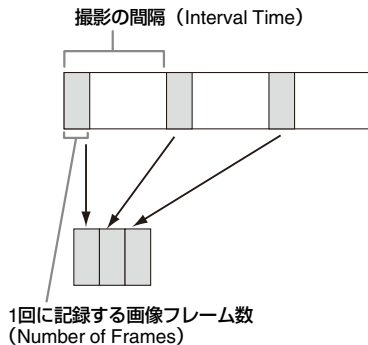 撮影の間隔（Interval Time）
1回に記録する画像フレーム数
（Number of Frames）